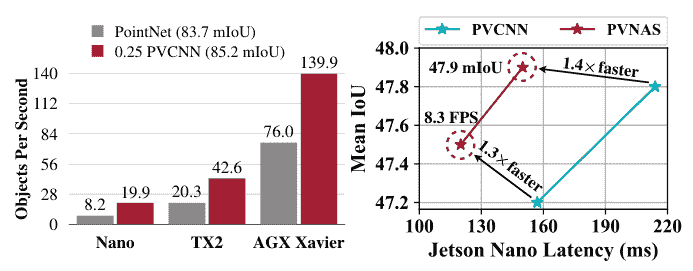 PointNet (83.7 mIoU)
0.25 PVCNN (85.2 mIoU)
Objects Per Second
140
112
84
56
28
0
8.2
19.9
20.3
42.6
76.0
139.9
Nano
TX2
AGX Xavier
PVCNN
PVNAS
Mean IoU
48.0
47.8
47.6
47.4
47.2
47.9 mIoU
1.4×faster
8.3 FPS
1.3×faster
100
130
160
190
220
Jetson Nano Latency (ms)